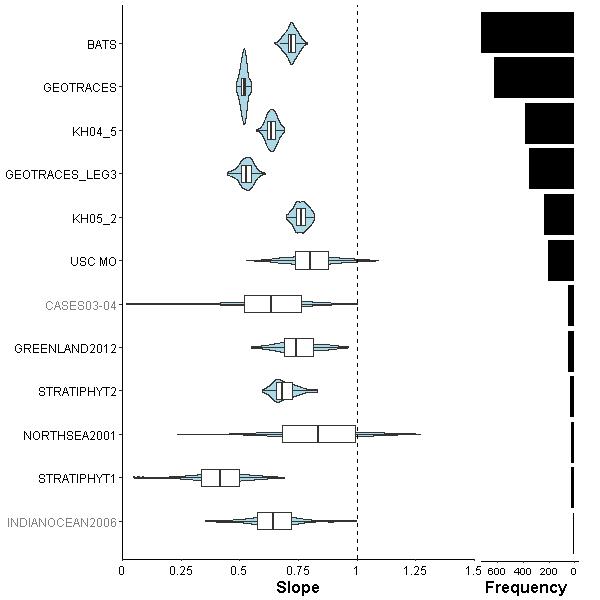 BATS
GEOTRACES
KH04_5
GEOTRACES_LEG3
KH05_2
USC MO
CASES03-04
GREENLAND2012
STRATIPHYT2
NORTHSEA2001
STRATIPHYT1
INDIANOCEAN2006
0 0.25 0.5 0.75 1 1.25 1.5 600 400 200 0
Slope Frequency